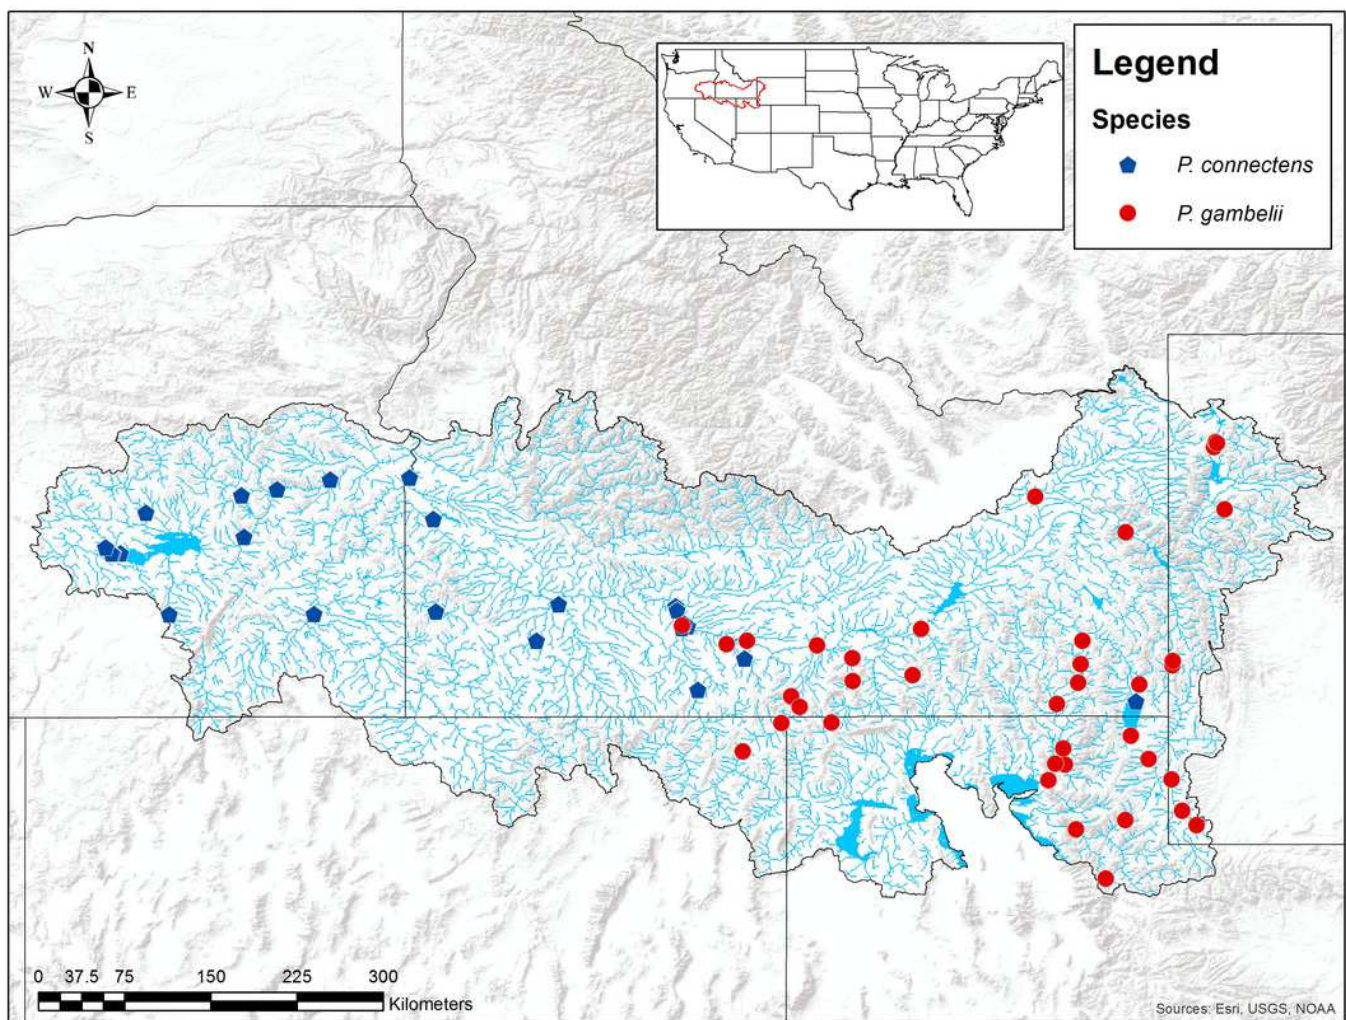 N
W E
S
Legend
Species
P. connectens
P. gambelii
0 37.5 75 150 225 300
Kilometers
Sources: Esri, USGS, NOAA